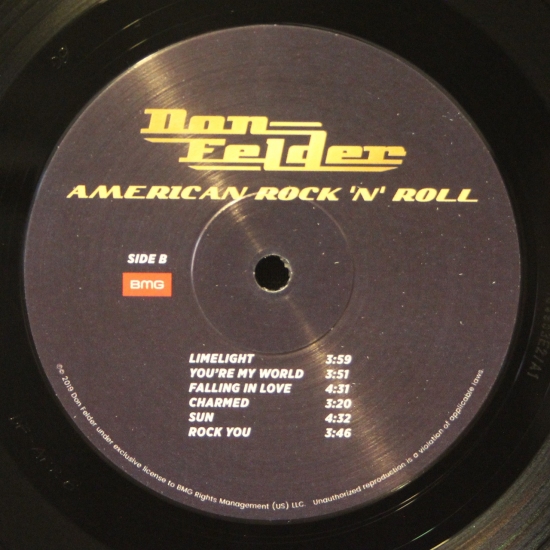 Don
Felder
AMERICAN ROCK 'N' ROLL
SIDE B
BMG
LIMELIGHT 3:59
YOU'RE MY WORLD 3:51
FALLING IN LOVE 4:31
CHARMED 3:20
SUN 4:32
ROCK YOU 3:46
℗© 2019 Don Felder under exclusive license to BMG Rights Management (US) LLC. Unauthorized reproduction is a violation of applicable laws.